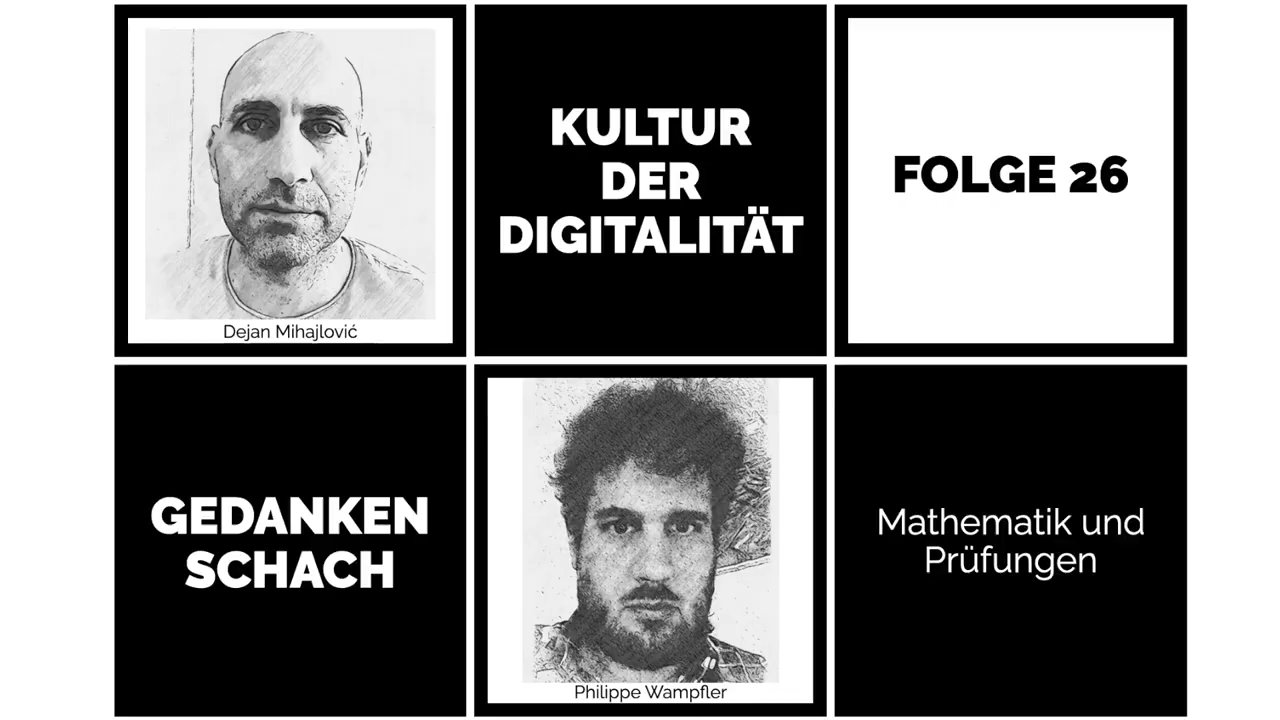 Dejan Mihajlović
KULTUR
DER
DIGITALITÄT
FOLGE 26
GEDANKEN
SCHACH
Philippe Wampfler
Mathematik und
Prüfungen